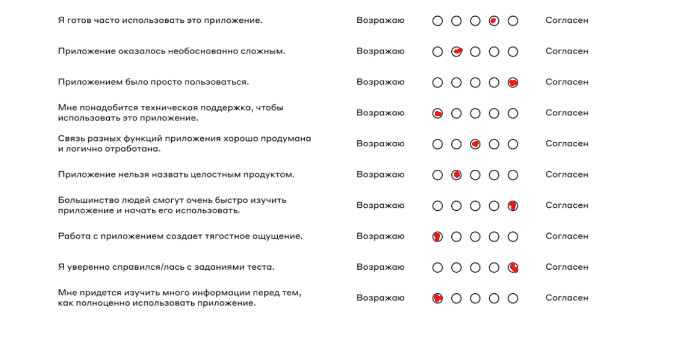 Я готов часто использовать это приложение. Возражаю Согласен
Приложение оказалось необоснованно сложным. Возражаю Согласен
Приложением было просто пользоваться. Возражаю Согласен
Мне понадобится техническая поддержка, чтобы
использовать это приложение. Возражаю Согласен
Связь разных функций приложения хорошо продумана
и логично отработана. Возражаю Согласен
Приложение нельзя назвать целостным продуктом. Возражаю Согласен
Большинство людей смогут очень быстро изучить
приложение и начать его использовать. Возражаю Согласен
Работа с приложением создает тягостное ощущение. Возражаю Согласен
Я уверенно справился/лась с заданиями теста. Возражаю Согласен
Мне придется изучить много информации перед тем,
как полноценно использовать приложение. Возражаю Согласен